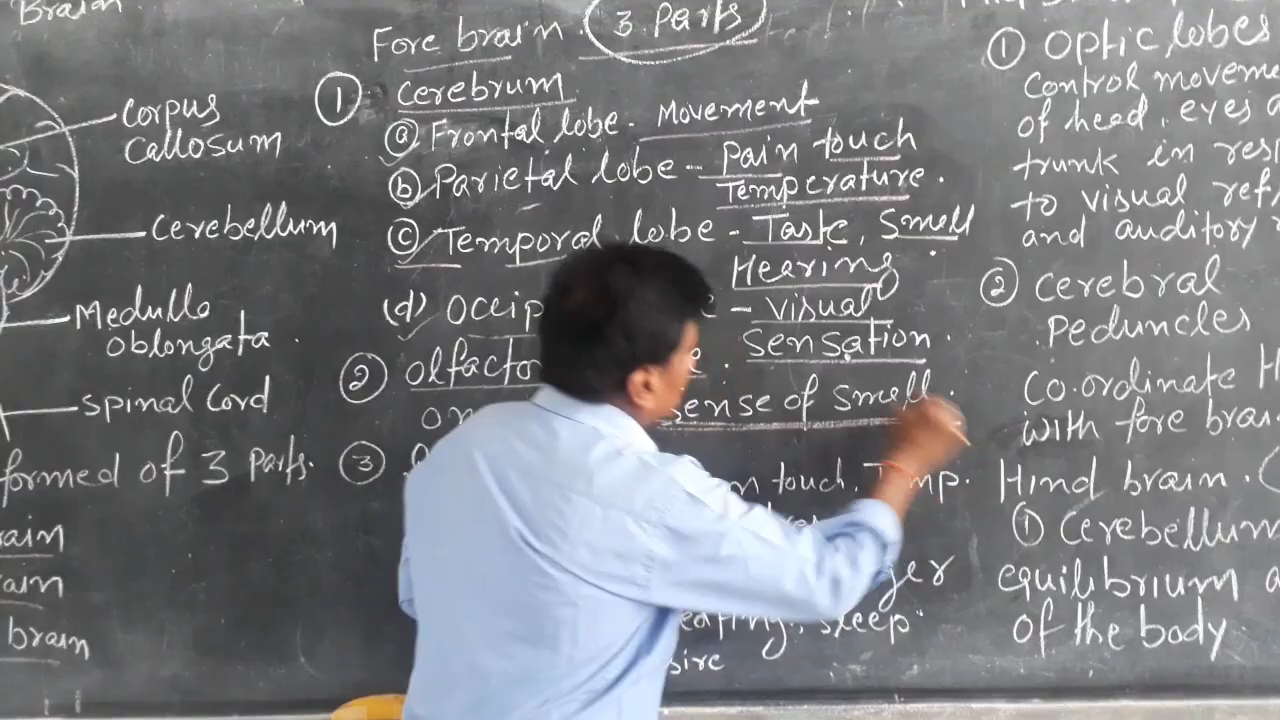 Brain
Corpus
Callosum
Cerebellum
Medulla
oblongata .
Spinal Cord
formed of 3 Parts.
brain
Fore brain . 3 Parts
① Cerebrum
ⓐ Frontal lobe - Movement
ⓑ Parietal lobe - Pain touch
Temperature .
ⓒ Temporal lobe - Taste, Smell
Hearing .
(d) Occip - visual
Sensation .
② olfacto
sense of smell .
③
touch, Temp.
eating, sleep
① Optic lobes
Control moveme
of head, eyes
trunk in res
to visual ref
and auditory
② Cerebral
Peduncles
Co.ordinate H
with fore brai
Hind brain . (
① Cerebellum
equilibrium a
of the body